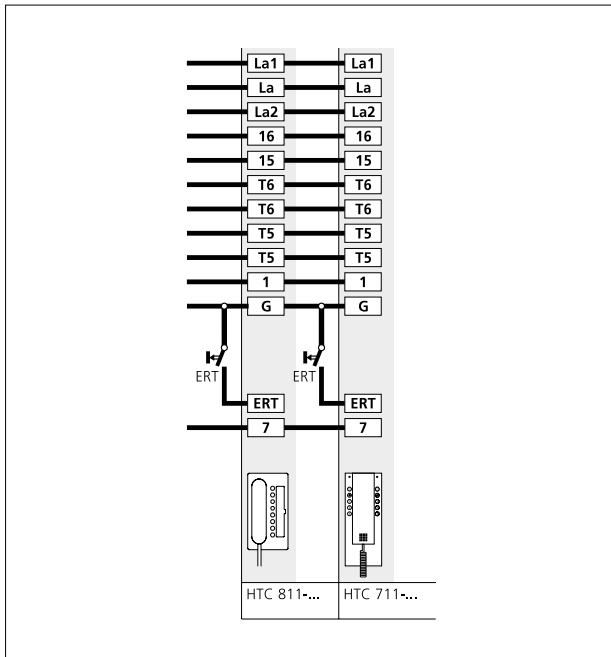 La1 La1
La La
La2 La2
16 16
15 15
T6 T6
T6 T6
T5 T5
T5 T5
1 1
G G
ERT ERT
ERT ERT
7 7
HTC 811-... HTC 711-...